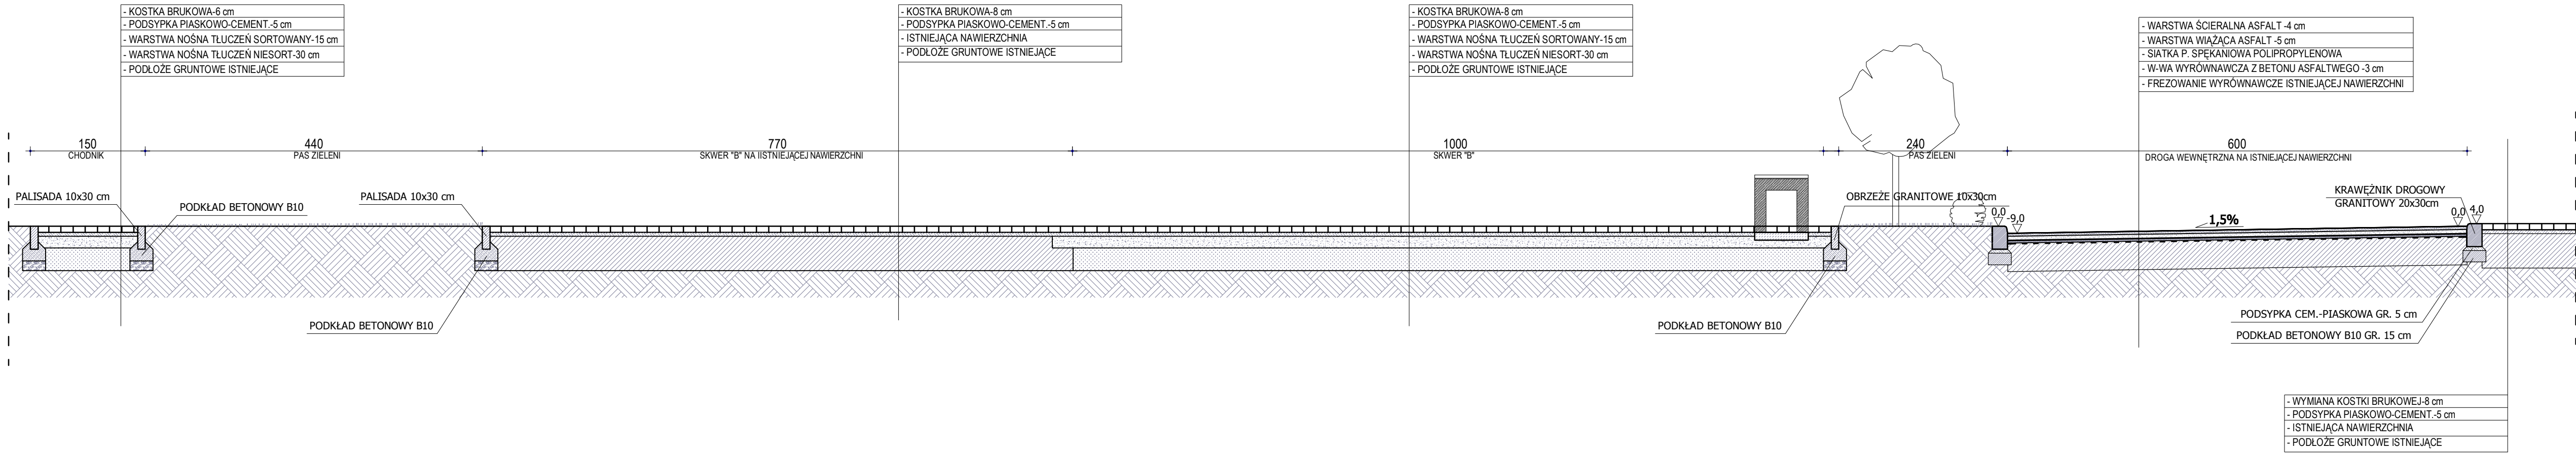 - KOSTKA BRUKOWA-6 cm
- PODSYPKA PIASKOWO-CEMENT.-5 cm
- WARSTWA NOŚNA TŁUCZEŃ SORTOWANY-15 cm
- WARSTWA NOŚNA TŁUCZEŃ NIESORT-30 cm
- PODŁOŻE GRUNTOWE ISTNIEJĄCE
- KOSTKA BRUKOWA-8 cm
- PODSYPKA PIASKOWO-CEMENT.-5 cm
- ISTNIEJĄCA NAWIERZCHNIA
- PODŁOŻE GRUNTOWE ISTNIEJĄCE
- KOSTKA BRUKOWA-8 cm
- PODSYPKA PIASKOWO-CEMENT.-5 cm
- WARSTWA NOŚNA TŁUCZEŃ SORTOWANY-15 cm
- WARSTWA NOŚNA TŁUCZEŃ NIESORT-30 cm
- PODŁOŻE GRUNTOWE ISTNIEJĄCE
- WARSTWA ŚCIERALNA ASFALT -4 cm
- WARSTWA WIĄŻĄCA ASFALT -5 cm
- SIATKA P. SPĘKANIOWA POLIPROPYLENOWA
- W-WA WYRÓWNAWCZA Z BETONU ASFALTWEGO -3 cm
- FREZOWANIE WYRÓWNAWCZE ISTNIEJĄCEJ NAWIERZCHNI
150
CHODNIK
440
PAS ZIELENI
770
SKWER "B" NA IISTNIEJĄCEJ NAWIERZCHNI
1000
SKWER "B"
240
PAS ZIELENI
600
DROGA WEWNĘTRZNA NA ISTNIEJĄCEJ NAWIERZCHNI
PALISADA 10x30 cm
PODKŁAD BETONOWY B10
PALISADA 10x30 cm
OBRZEŻE GRANITOWE 10x30cm
0,0
-9,0
1,5%
KRAWĘŻNIK DROGOWY
GRANITOWY 20x30cm
0,0
4,0
PODKŁAD BETONOWY B10
PODKŁAD BETONOWY B10
PODSYPKA CEM.-PIASKOWA GR. 5 cm
PODKŁAD BETONOWY B10 GR. 15 cm
- WYMIANA KOSTKI BRUKOWEJ-8 cm
- PODSYPKA PIASKOWO-CEMENT.-5 cm
- ISTNIEJĄCA NAWIERZCHNIA
- PODŁOŻE GRUNTOWE ISTNIEJĄCE